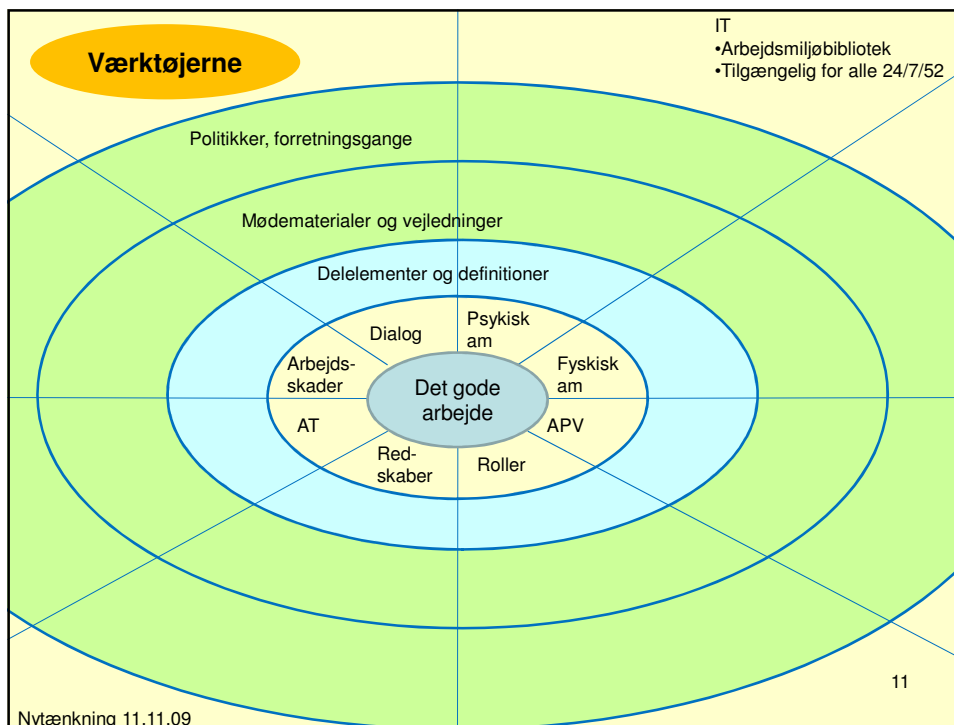 Værktøjerne
IT
•Arbejdsmiljøbibliotek
•Tilgængelig for alle 24/7/52
Politikker, forretningsgange
Mødematerialer og vejledninger
Delelementer og definitioner
Dialog
Psykisk
am
Arbejds-
skader
Fyskisk
am
Det gode
arbejde
AT
APV
Red-
skaber
Roller
11
Nytænkning 11.11.09